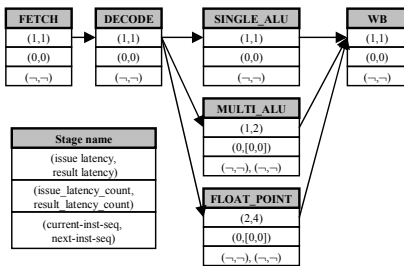 FETCH
(1,1)
(0,0)
(¬,¬)
DECODE
(1,1)
(0,0)
(¬,¬)
SINGLE_ALU
(1,1)
(0,0)
(¬,¬)
WB
(1,1)
(0,0)
(¬,¬)
MULTI_ALU
(1,2)
(0,[0,0])
(¬,¬), (¬,¬)
FLOAT_POINT
(2,4)
(0,[0,0])
(¬,¬), (¬,¬)
Stage name
(issue latency,
result latency)
(issue_latency_count,
result_latency_count)
(current-inst-seq,
next-inst-seq)